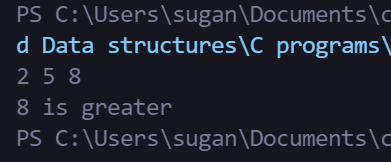 PS C:\Users\sugan\Documents\c
d Data structures\C programs\
2 5 8
8 is greater
PS C:\Users\sugan\Documents\c